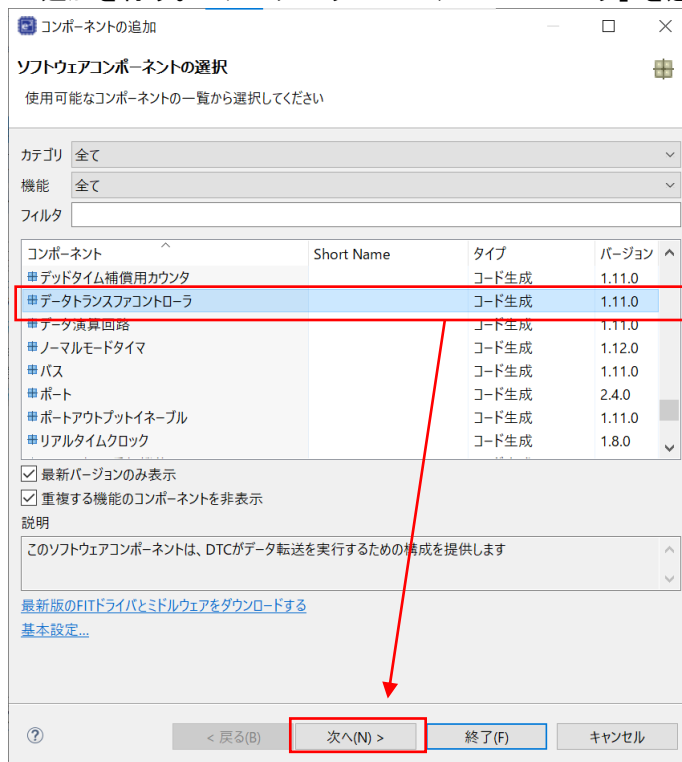 コンポーネントの追加
ソフトウェアコンポーネントの選択
使用可能なコンポーネントの一覧から選択してください
カテゴリ 全て
機能 全て
フィルタ
コンポーネント Short Name タイプ バージョン
デッドタイム補償用カウンタ コード生成 1.11.0
データトランスファコントローラ コード生成 1.11.0
データ演算回路 コード生成 1.11.0
ノーマルモードタイマ コード生成 1.12.0
バス コード生成 1.11.0
ポート コード生成 2.4.0
ポートアウトプットイネーブル コード生成 1.11.0
リアルタイムクロック コード生成 1.8.0
最新バージョンのみ表示
重複する機能のコンポーネントを非表示
説明
このソフトウェアコンポーネントは、DTCがデータ転送を実行するための構成を提供します
最新版のFITドライバとミドルウェアをダウンロードする
基本設定...
? < 戻る(B) 次へ(N) > 終了(F) キャンセル